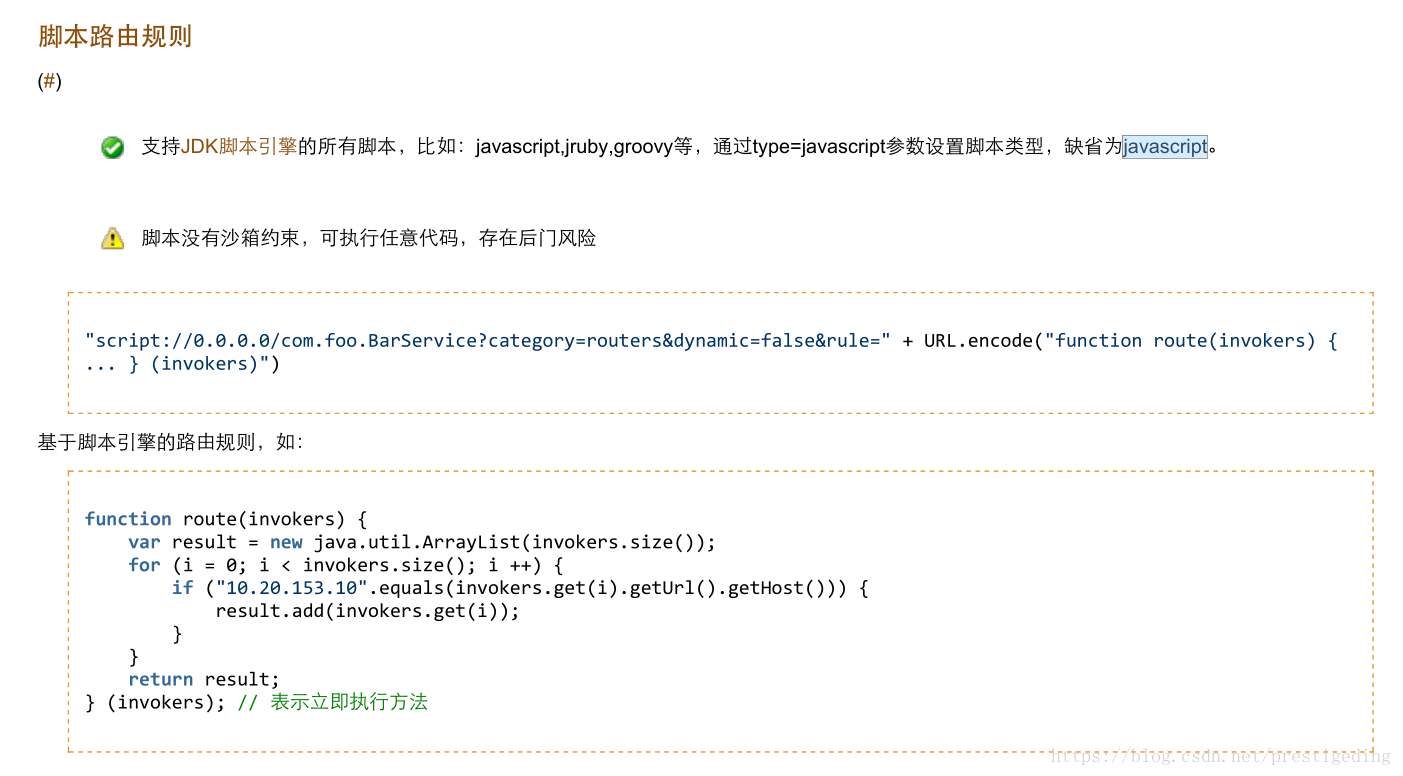 脚本路由规则
(#)
支持JDK脚本引擎的所有脚本，比如：javascript,jruby,groovy等，通过type=javascript参数设置脚本类型，缺省为javascript。
脚本没有沙箱约束，可执行任意代码，存在后门风险
"script://0.0.0.0/com.foo.BarService?category=routers&dynamic=false&rule=" + URL.encode("function route(invokers) {
... } (invokers)")
基于脚本引擎的路由规则，如：
function route(invokers) {
    var result = new java.util.ArrayList(invokers.size());
    for (i = 0; i < invokers.size(); i ++) {
        if ("10.20.153.10".equals(invokers.get(i).getUrl().getHost())) {
            result.add(invokers.get(i));
        }
    }
    return result;
} (invokers); // 表示立即执行方法
https://blog.csdn.net/prestigeding